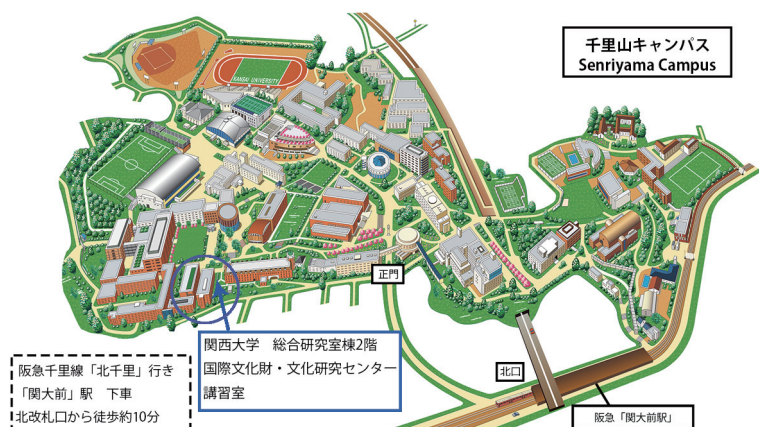 千里山キャンパス
Senriyama Campus
KANSAI UNIVERSITY
正門
関西大学　総合研究室棟2階
国際文化財・文化研究センター
講習室
北口
阪急千里線「北千里」行き
「関大前」駅　下車
北改札口から徒歩約10分
阪急「関大前駅」